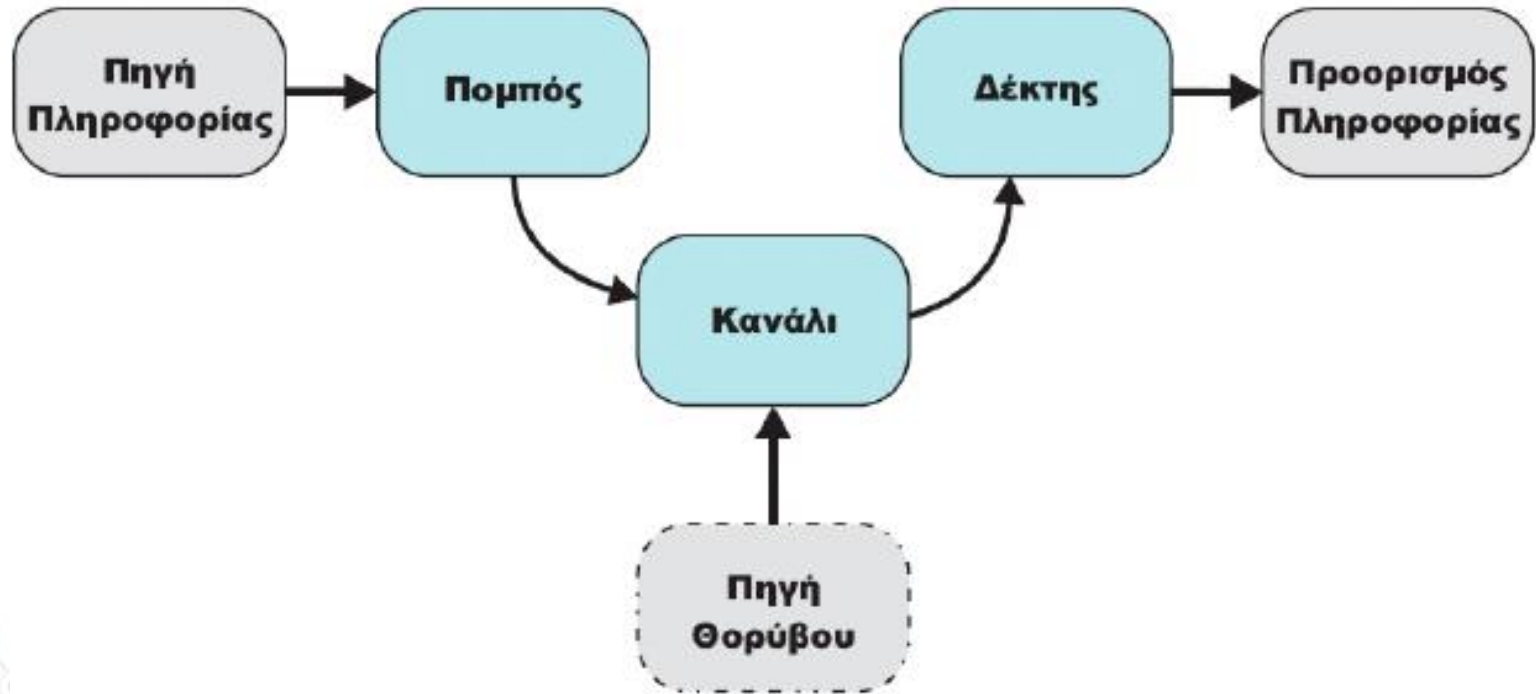 Πηγή
Πληροφορίας
Πομπός
Δέκτης
Προορισμός
Πληροφορίας
Κανάλι
Πηγή
Θορύβου